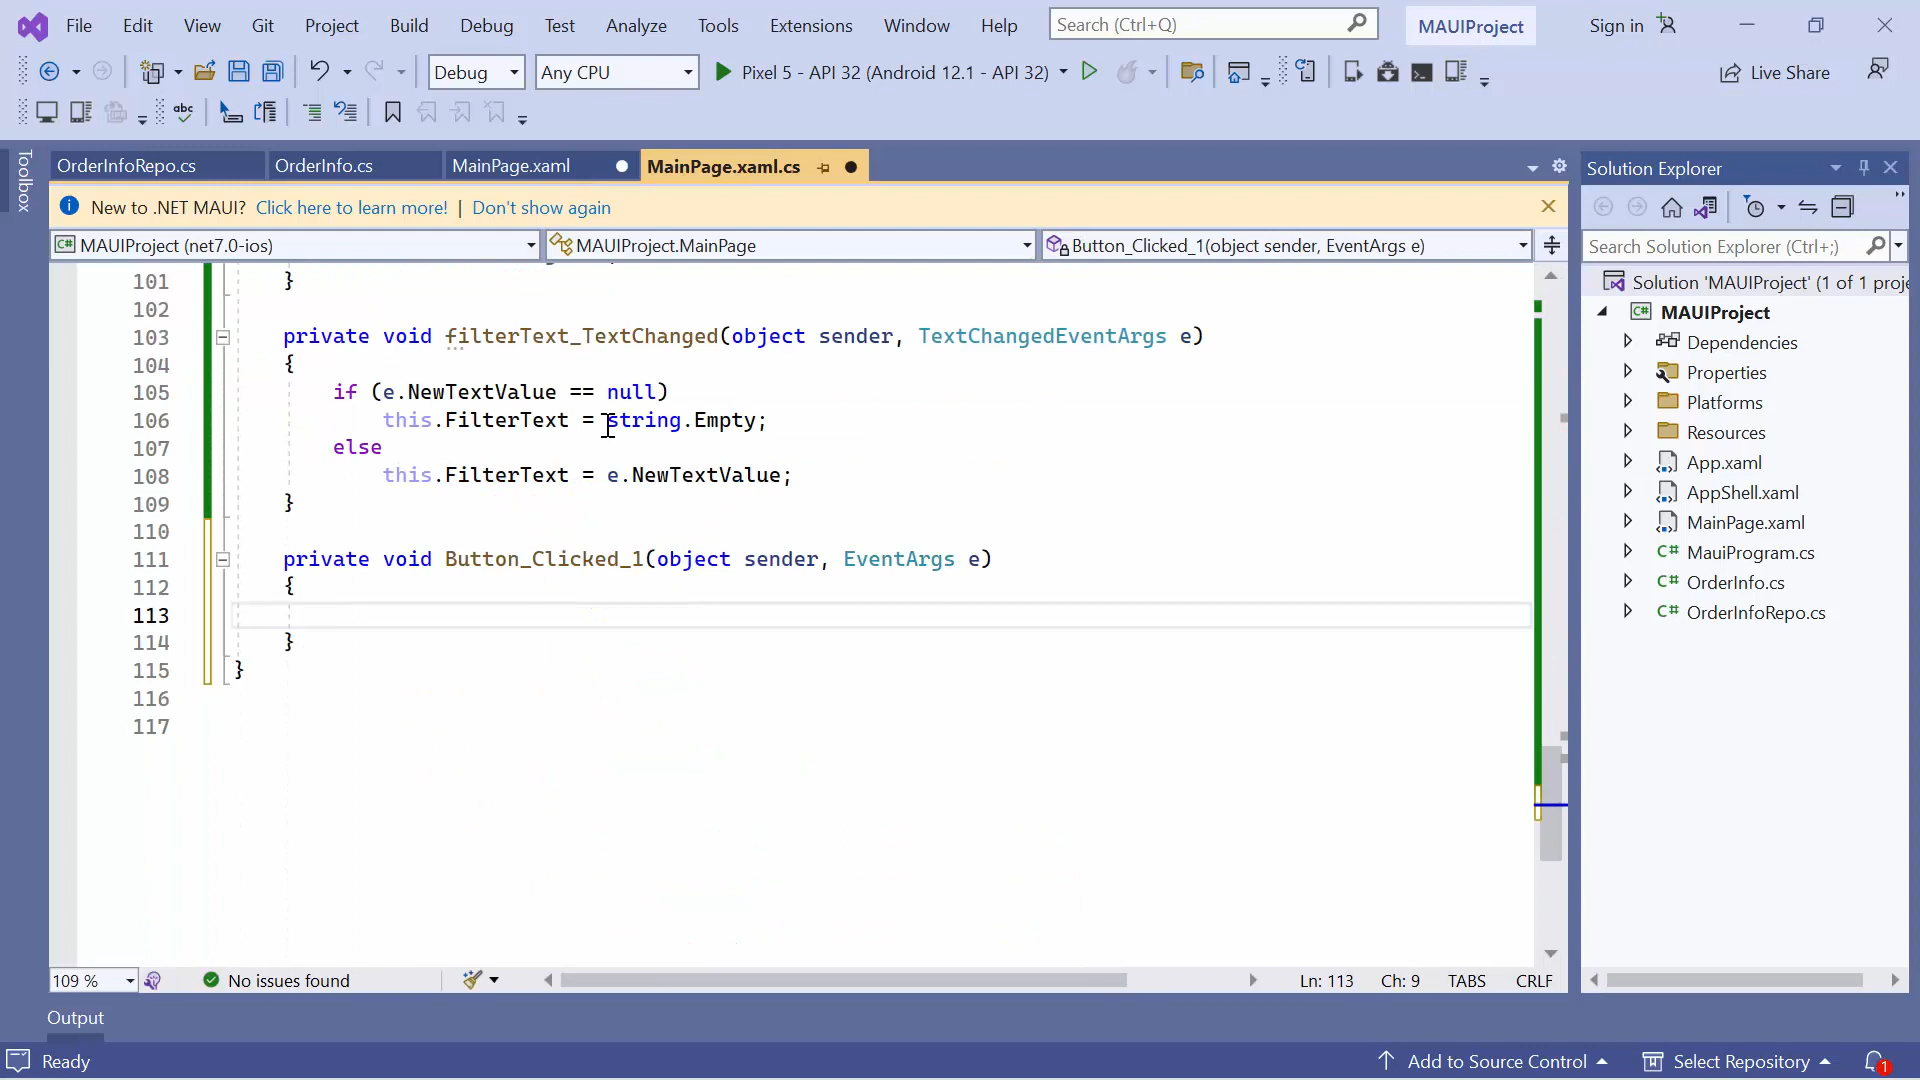 File Edit View Git Project Build Debug Test Analyze Tools Extensions Window Help Search (Ctrl+Q) MAUIProject Sign in
Debug Any CPU Pixel 5 - API 32 (Android 12.1 - API 32) Live Share
abc
Toolbox
OrderInfoRepo.cs OrderInfo.cs MainPage.xaml MainPage.xaml.cs
New to .NET MAUI? Click here to learn more! | Don't show again
MAUIProject (net7.0-ios) MAUIProject.MainPage Button_Clicked_1(object sender, EventArgs e)
101 }
102
103 private void filterText_TextChanged(object sender, TextChangedEventArgs e)
104 {
105 if (e.NewTextValue == null)
106 this.FilterText = string.Empty;
107 else
108 this.FilterText = e.NewTextValue;
109 }
110
111 private void Button_Clicked_1(object sender, EventArgs e)
112 {
113
114 }
115 }
116
117
109 % No issues found Ln: 113 Ch: 9 TABS CRLF
Solution Explorer
Search Solution Explorer (Ctrl+;)
Solution 'MAUIProject' (1 of 1 proje
MAUIProject
Dependencies
Properties
Platforms
Resources
App.xaml
AppShell.xaml
MainPage.xaml
C# MauiProgram.cs
C# OrderInfo.cs
C# OrderInfoRepo.cs
Output
Ready Add to Source Control Select Repository 1